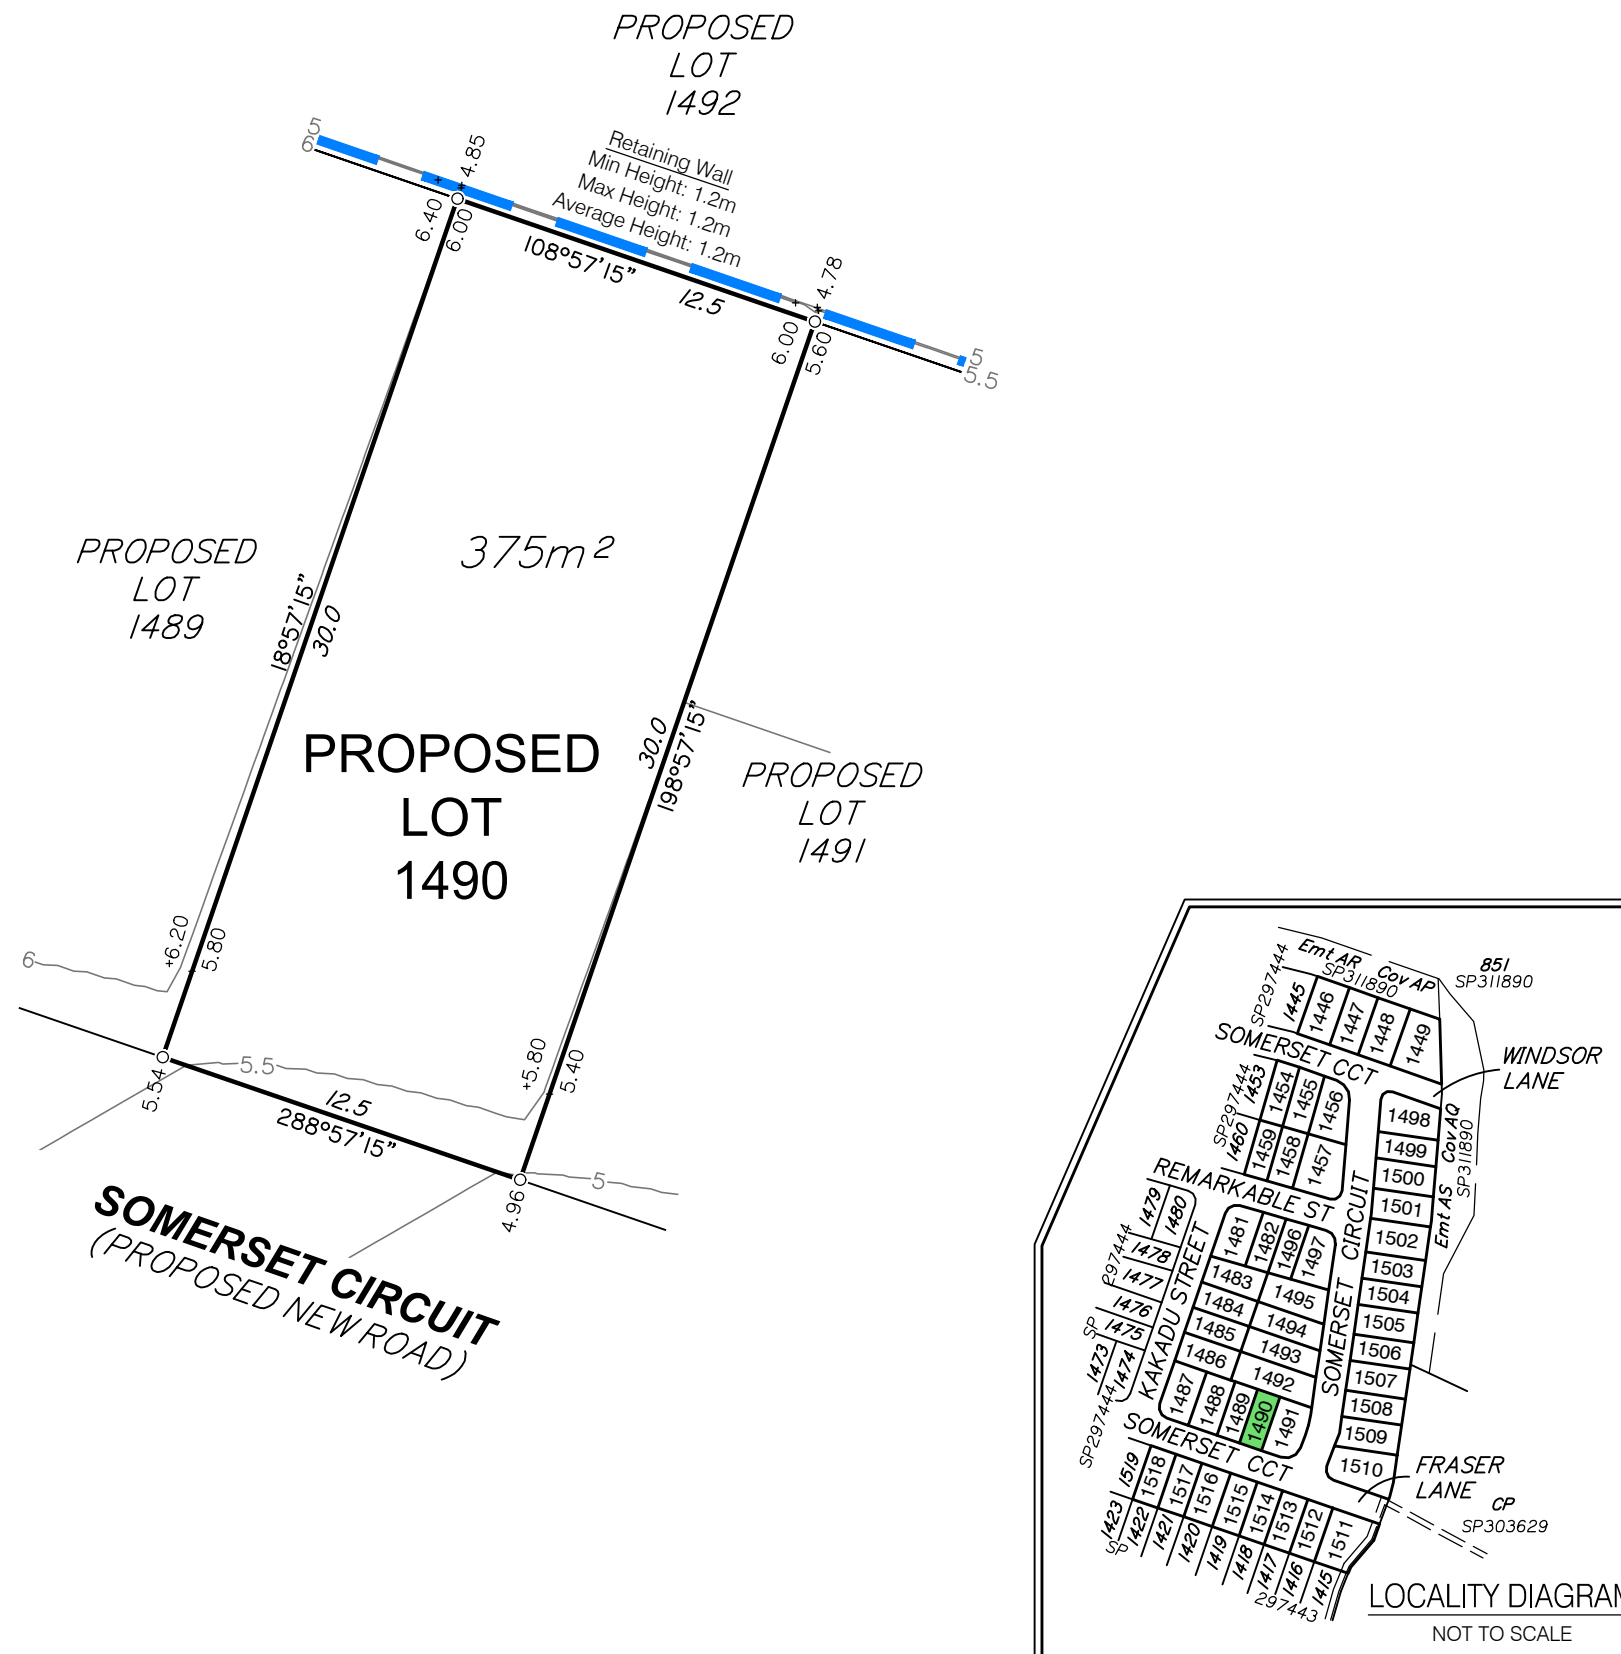 PROPOSED
LOT
1492
5
6
4.85
Retaining Wall
Min Height: 1.2m
Max Height: 1.2m
Average Height: 1.2m
6.40
6.00
108°57'15"
12.5
4.78
6.00
5.60
5
5.5
375m²
PROPOSED
LOT
1489
18°57'15"
30.0
PROPOSED
LOT
1490
30.0
198°57'15"
PROPOSED
LOT
1491
+6.20
5.80
6
5.54
5.5
+5.80
5.40
12.5
288°57'15"
5
4.96
SOMERSET CIRCUIT
(PROPOSED NEW ROAD)
SP297444
Emt AR
SP311890
Cov AP
851
SP311890
1445
1446
1447
1448
1449
SOMERSET CCT
WINDSOR
LANE
SP297444
1453
1454
1455
1456
1460
1459
1458
1457
1498
1499
1500
1501
1502
1503
1504
1505
1506
1507
1508
1509
1510
Cov AQ
SP311890
Emt AS
REMARKABLE ST
SOMERSET CIRCUIT
1479
1480
1478
1477
1476
1475
1473
1474
297444
SP
SP297444
KAKADU STREET
1481
1482
1496
1497
1483
1495
1484
1494
1485
1493
1486
1492
1487
1488
1489
1490
1491
SOMERSET CCT
FRASER
LANE
CP
SP303629
1519
1518
1517
1516
1515
1514
1513
1512
1511
1423
1422
1421
1420
1419
1418
1417
1416
1415
SP
297443
LOCALITY DIAGRAM
NOT TO SCALE